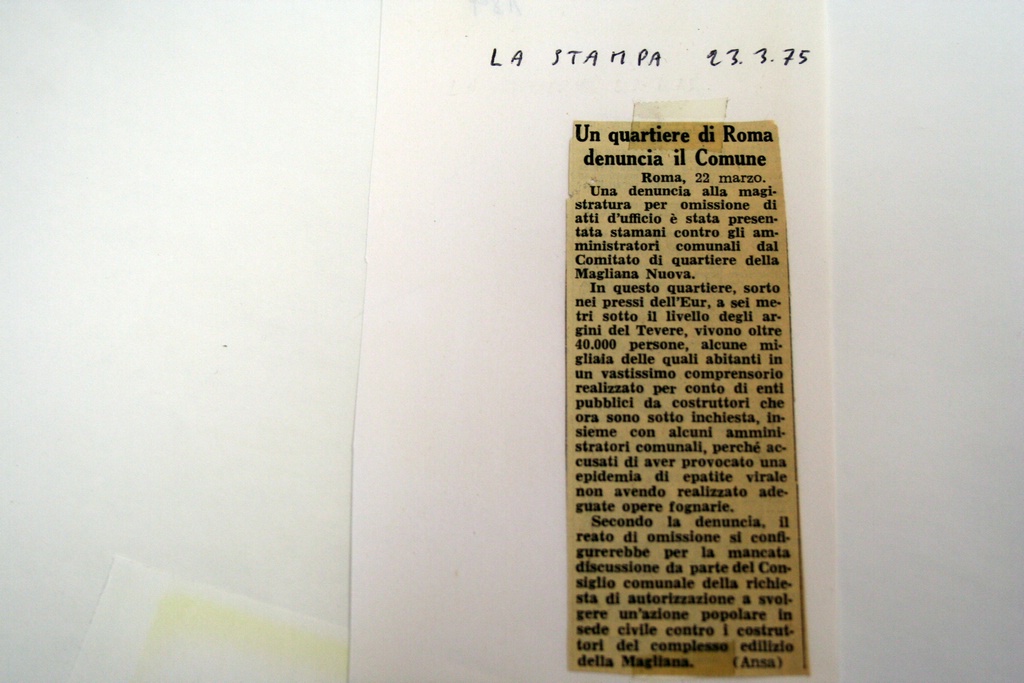 LA STAMPA 23.3.75
Un quartiere di Roma
denuncia il Comune
Roma, 22 marzo.
Una denuncia alla magi-
stratura per omissione di
atti d'ufficio è stata presen-
tata stamani contro gli am-
ministratori comunali dal
Comitato di quartiere della
Magliana Nuova.
In questo quartiere, sorto
nei pressi dell'Eur, a sei me-
tri sotto il livello degli ar-
gini del Tevere, vivono oltre
40.000 persone, alcune mi-
gliaia delle quali abitanti in
un vastissimo comprensorio
realizzato per conto di enti
pubblici da costruttori che
ora sono sotto inchiesta, in-
sieme con alcuni ammini-
stratori comunali, perché ac-
cusati di aver provocato una
epidemia di epatite virale
non avendo realizzato ade-
guate opere fognarie.
Secondo la denuncia, il
reato di omissione si confi-
gurerebbe per la mancata
discussione da parte del Con-
siglio comunale della richie-
sta di autorizzazione a svol-
gere un'azione popolare in
sede civile contro i costrut-
tori del complesso edilizio
della Magliana. (Ansa)